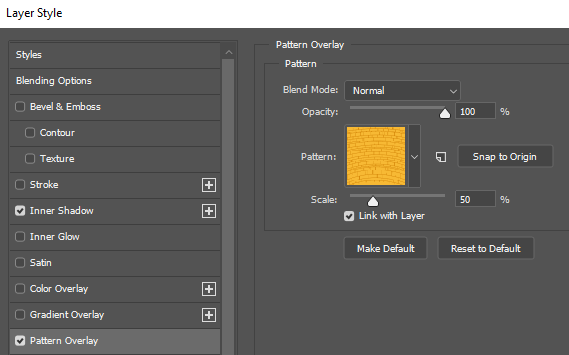 Layer Style
Styles
Blending Options
Bevel & Emboss
Contour
Texture
Stroke
Inner Shadow
Inner Glow
Satin
Color Overlay
Gradient Overlay
Pattern Overlay
Pattern Overlay
Pattern
Blend Mode: Normal
Opacity: 100 %
Pattern: Snap to Origin
Scale: 50 %
Link with Layer
Make Default Reset to Default